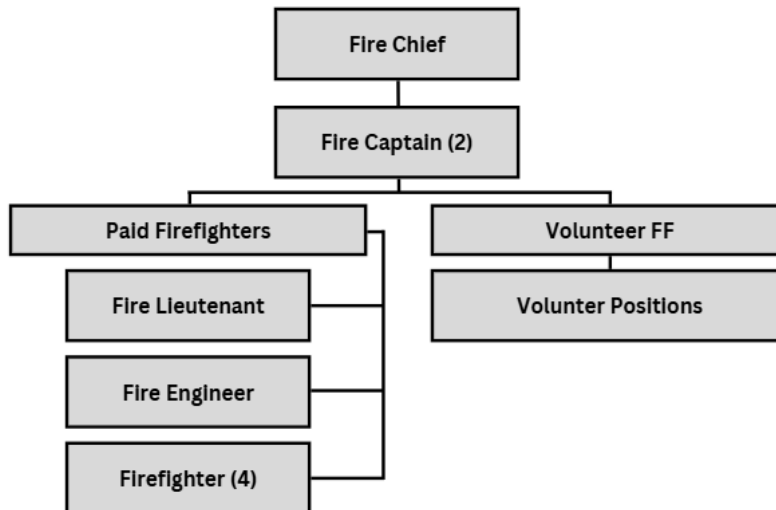 Fire Chief
Fire Captain (2)
Paid Firefighters
Volunteer FF
Fire Lieutenant
Volunter Positions
Fire Engineer
Firefighter (4)